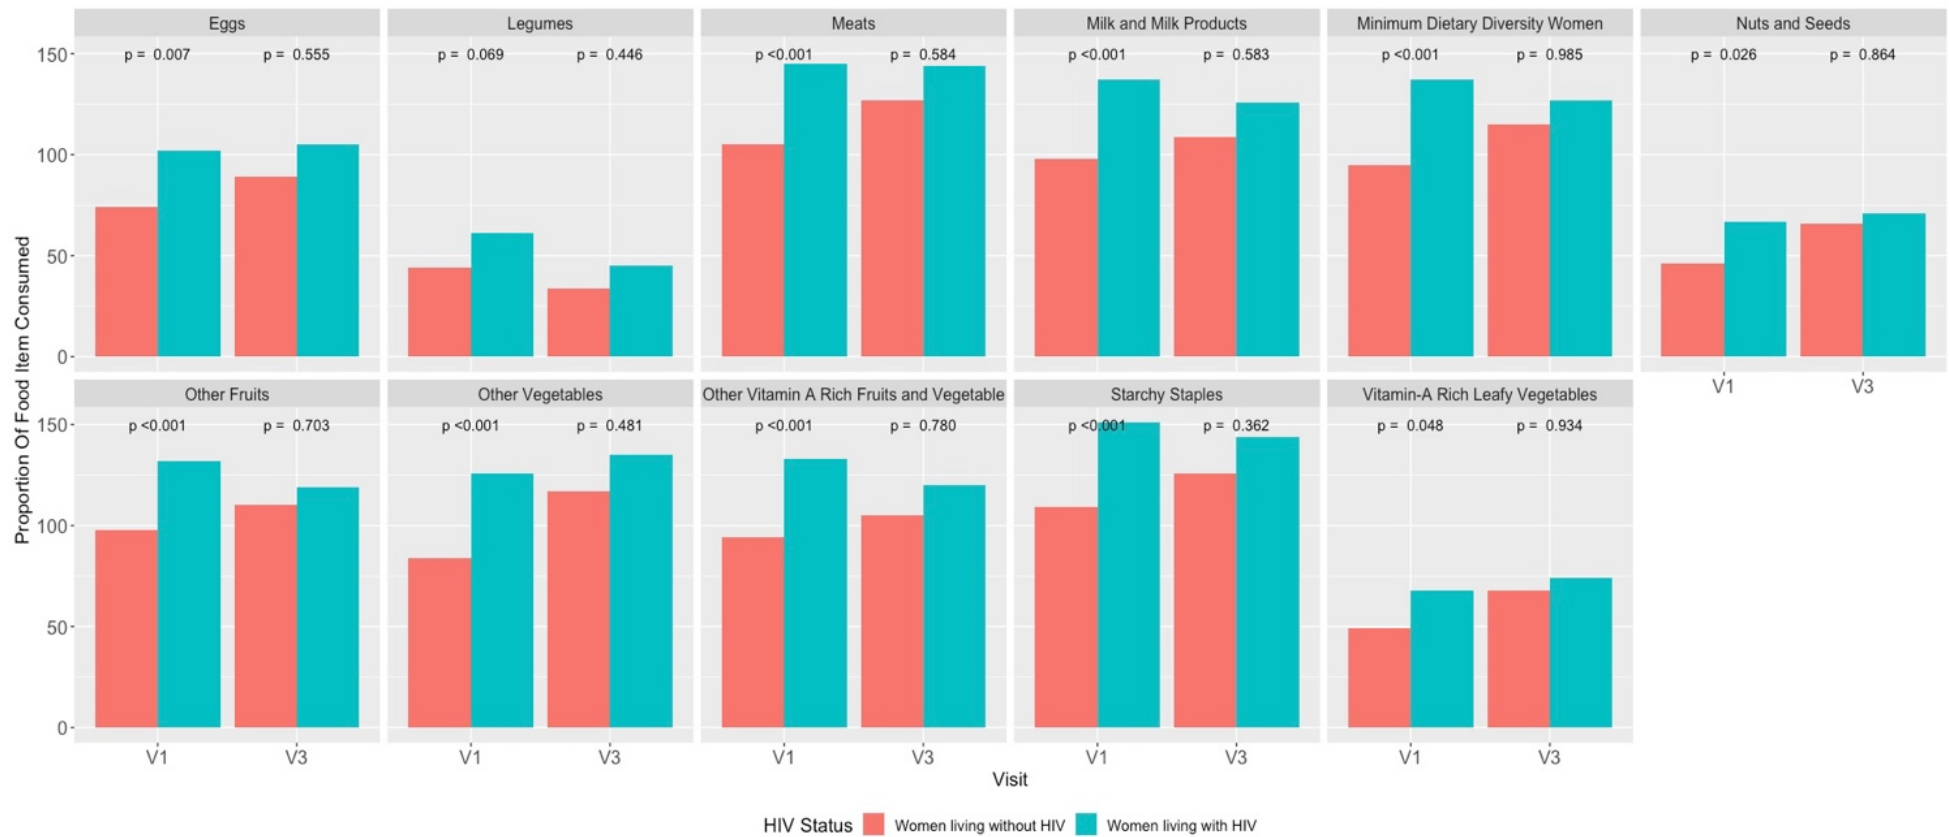 Eggs
Legumes
Meats
Milk and Milk Products
Minimum Dietary Diversity Women
Nuts and Seeds
p = 0.007
p = 0.555
p = 0.069
p = 0.446
p <0.001
p = 0.584
p <0.001
p = 0.583
p <0.001
p = 0.985
p = 0.026
p = 0.864
150
100
50
0
V1
V3
Proportion Of Food Item Consumed
Other Fruits
Other Vegetables
Other Vitamin A Rich Fruits and Vegetable
Starchy Staples
Vitamin-A Rich Leafy Vegetables
p <0.001
p = 0.703
p <0.001
p = 0.481
p <0.001
p = 0.780
p <0.001
p = 0.362
p = 0.048
p = 0.934
150
100
50
0
V1
V3
V1
V3
V1
V3
V1
V3
V1
V3
Visit
HIV Status
Women living without HIV
Women living with HIV